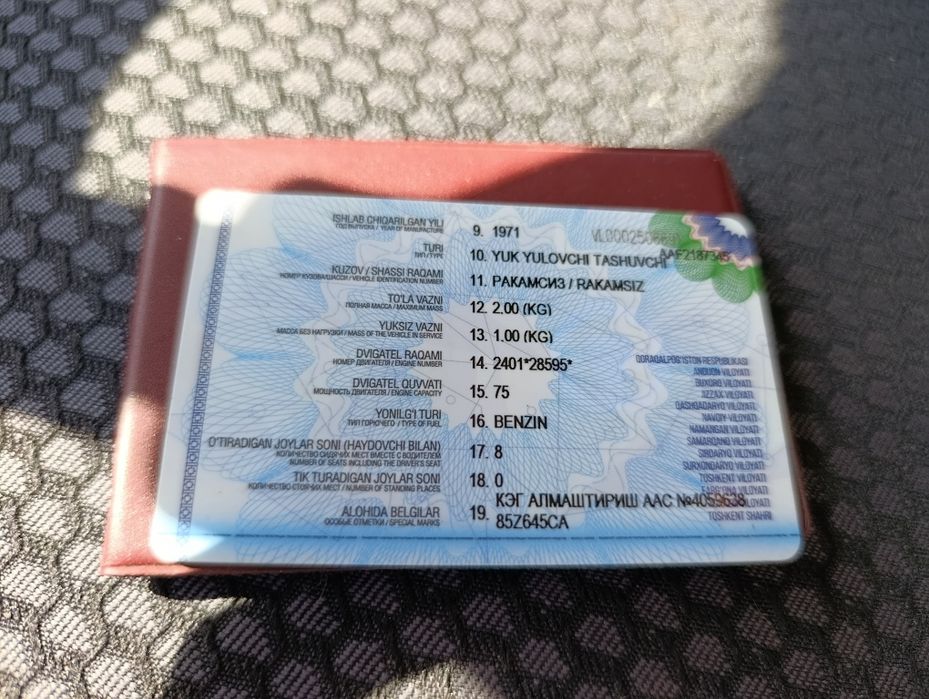 ISHLAB CHIQARILGAN YILI
ГОД ВЫПУСКА / YEAR OF MANUFACTURE
9. 1971
TURI
ТИП / TYPE
10. YUK YULOVCHI TASHUVCHI
AAF2187345
KUZOV / SHASSI RAQAMI
НОМЕР КУЗОВА/ШАССИ / VEHICLE IDENTIFICATION NUMBER
11. РАКАМСИЗ / RAKAMSIZ
TO'LA VAZNI
ПОЛНАЯ МАССА / MAXIMUM MASS
12. 2.00 (KG)
YUKSIZ VAZNI
МАССА БЕЗ НАГРУЗКИ / MASS OF THE VEHICLE IN SERVICE
13. 1.00 (KG)
DVIGATEL RAQAMI
НОМЕР ДВИГАТЕЛЯ / ENGINE NUMBER
14. 2401*28595*
DVIGATEL QUVVATI
МОЩНОСТЬ ДВИГАТЕЛЯ / ENGINE CAPACITY
15. 75
YONILG'I TURI
ТИП ГОРЮЧЕГО / TYPE OF FUEL
16. BENZIN
O'TIRADIGAN JOYLAR SONI (HAYDOVCHI BILAN)
КОЛИЧЕСТВО СИДЯЧИХ МЕСТ ВМЕСТЕ С ВОДИТЕЛЕМ
NUMBER OF SEATS INCLUDING THE DRIVER'S SEAT
17. 8
TIK TURADIGAN JOYLAR SONI
КОЛИЧЕСТВО СТОЯЧИХ МЕСТ / NUMBER OF STANDING PLACES
18. 0
ALOHIDA BELGILAR
ОСОБЫЕ ОТМЕТКИ / SPECIAL MARKS
19. КЭГ АЛМАШТИРИШ ААС №4059638
85Z645CA
QORAQALPOG'ISTON RESPUBLIKASI
ANDIJON VILOYATI
BUXORO VILOYATI
JIZZAX VILOYATI
QASHQADARYO VILOYATI
NAVOIY VILOYATI
NAMANGAN VILOYATI
SAMARQAND VILOYATI
SIRDARYO VILOYATI
SURXONDARYO VILOYATI
TOSHKENT VILOYATI
FARG'ONA VILOYATI
TOSHKENT SHAHRI